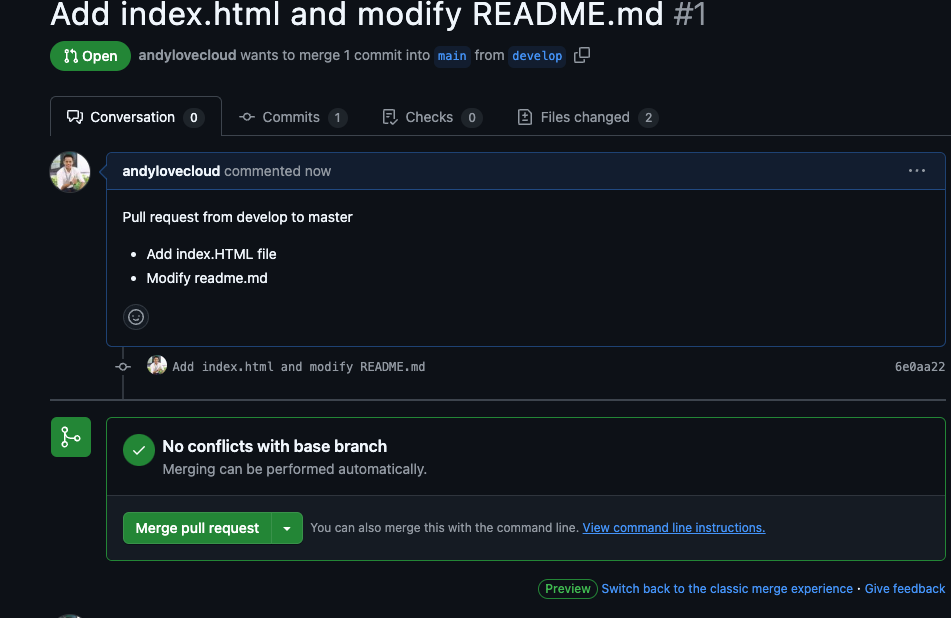 Add index.html and modify README.md #1
Open andylovecloud wants to merge 1 commit into main from develop
Conversation 0 Commits 1 Checks 0 Files changed 2
andylovecloud commented now
Pull request from develop to master
Add index.HTML file
Modify readme.md
Add index.html and modify README.md 6e0aa22
No conflicts with base branch
Merging can be performed automatically.
Merge pull request You can also merge this with the command line. View command line instructions.
Preview Switch back to the classic merge experience · Give feedback